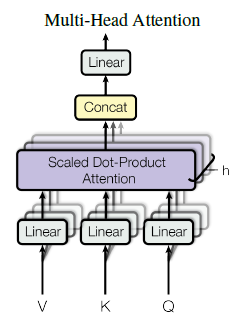 Multi-Head Attention
Linear
Concat
Scaled Dot-Product
Attention
h
Linear Linear Linear
V K Q